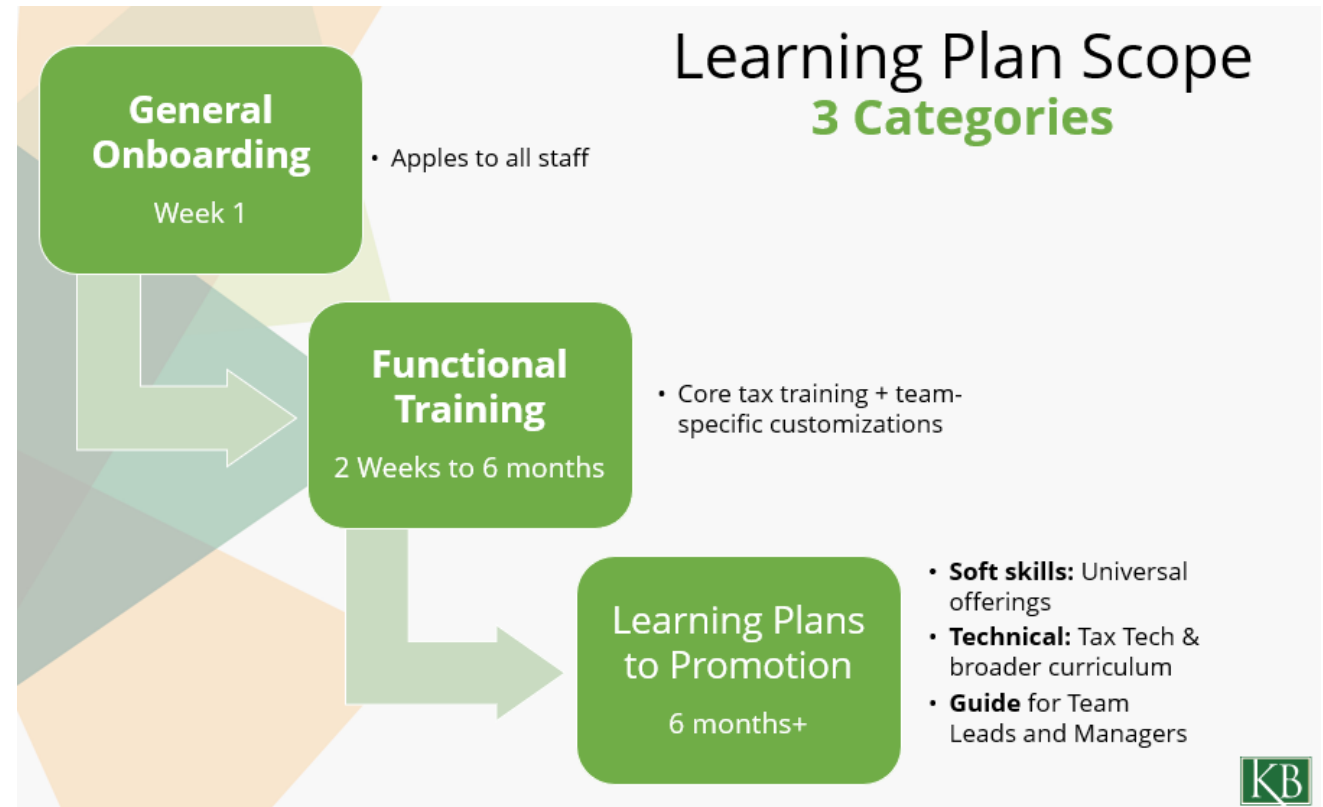 Learning Plan Scope
3 Categories
General
Onboarding
Week 1
• Apples to all staff
Functional
Training
2 Weeks to 6 months
• Core tax training + team-
specific customizations
Learning Plans
to Promotion
6 months+
• Soft skills: Universal
offerings
• Technical: Tax Tech &
broader curriculum
• Guide for Team
Leads and Managers
KB